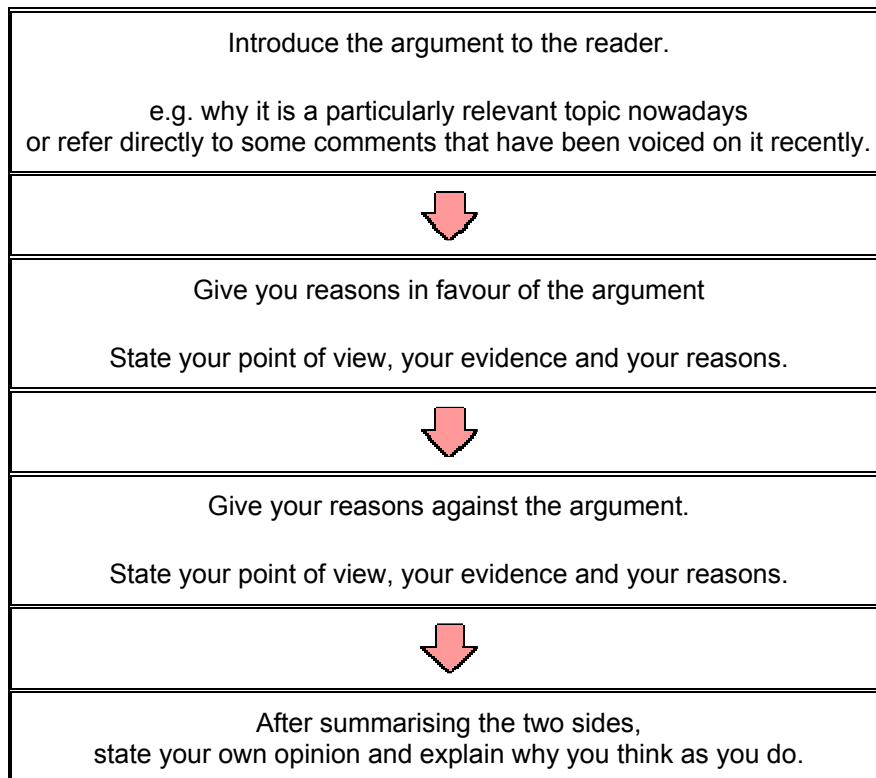 Introduce the argument to the reader.
e.g. why it is a particularly relevant topic nowadays
or refer directly to some comments that have been voiced on it recently.
Give you reasons in favour of the argument
State your point of view, your evidence and your reasons.
Give your reasons against the argument.
State your point of view, your evidence and your reasons.
After summarising the two sides,
state your own opinion and explain why you think as you do.